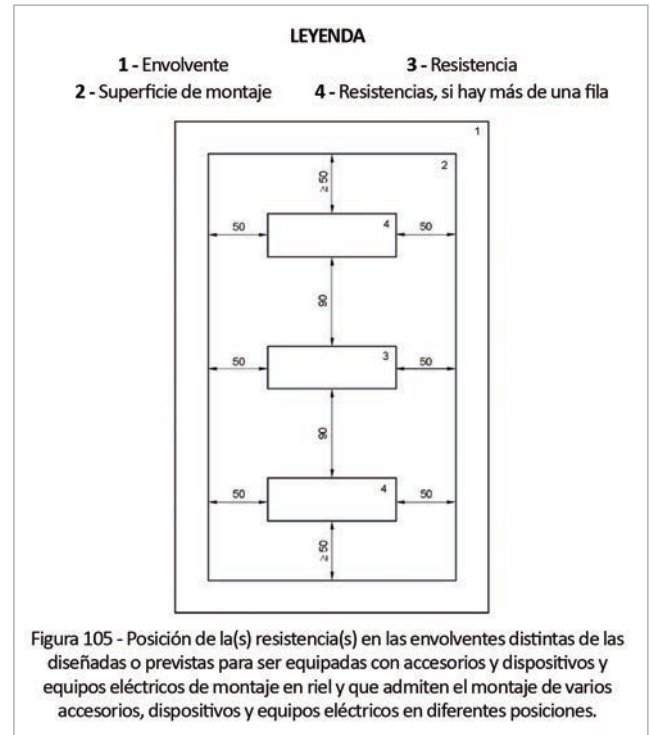 LEYENDA
1 - Envolvente 3 - Resistencia
2 - Superficie de montaje 4 - Resistencias, si hay más de una fila
1
2
≥50
50 4 50
90
50 3 50
90
50 4 50
≥50
Figura 105 - Posición de la(s) resistencia(s) en las envolventes distintas de las
diseñadas o previstas para ser equipadas con accesorios y dispositivos y
equipos eléctricos de montaje en riel y que admiten el montaje de varios
accesorios, dispositivos y equipos eléctricos en diferentes posiciones.